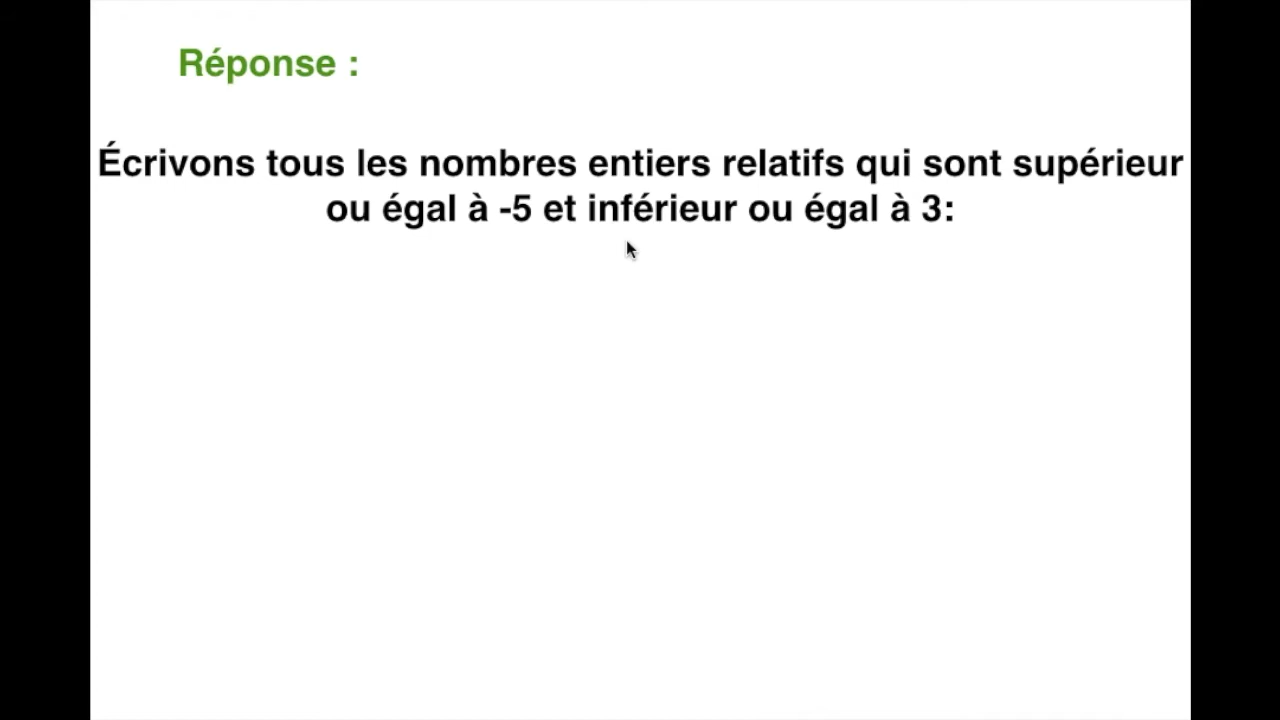 Réponse :
Écrivons tous les nombres entiers relatifs qui sont supérieur
ou égal à -5 et inférieur ou égal à 3: